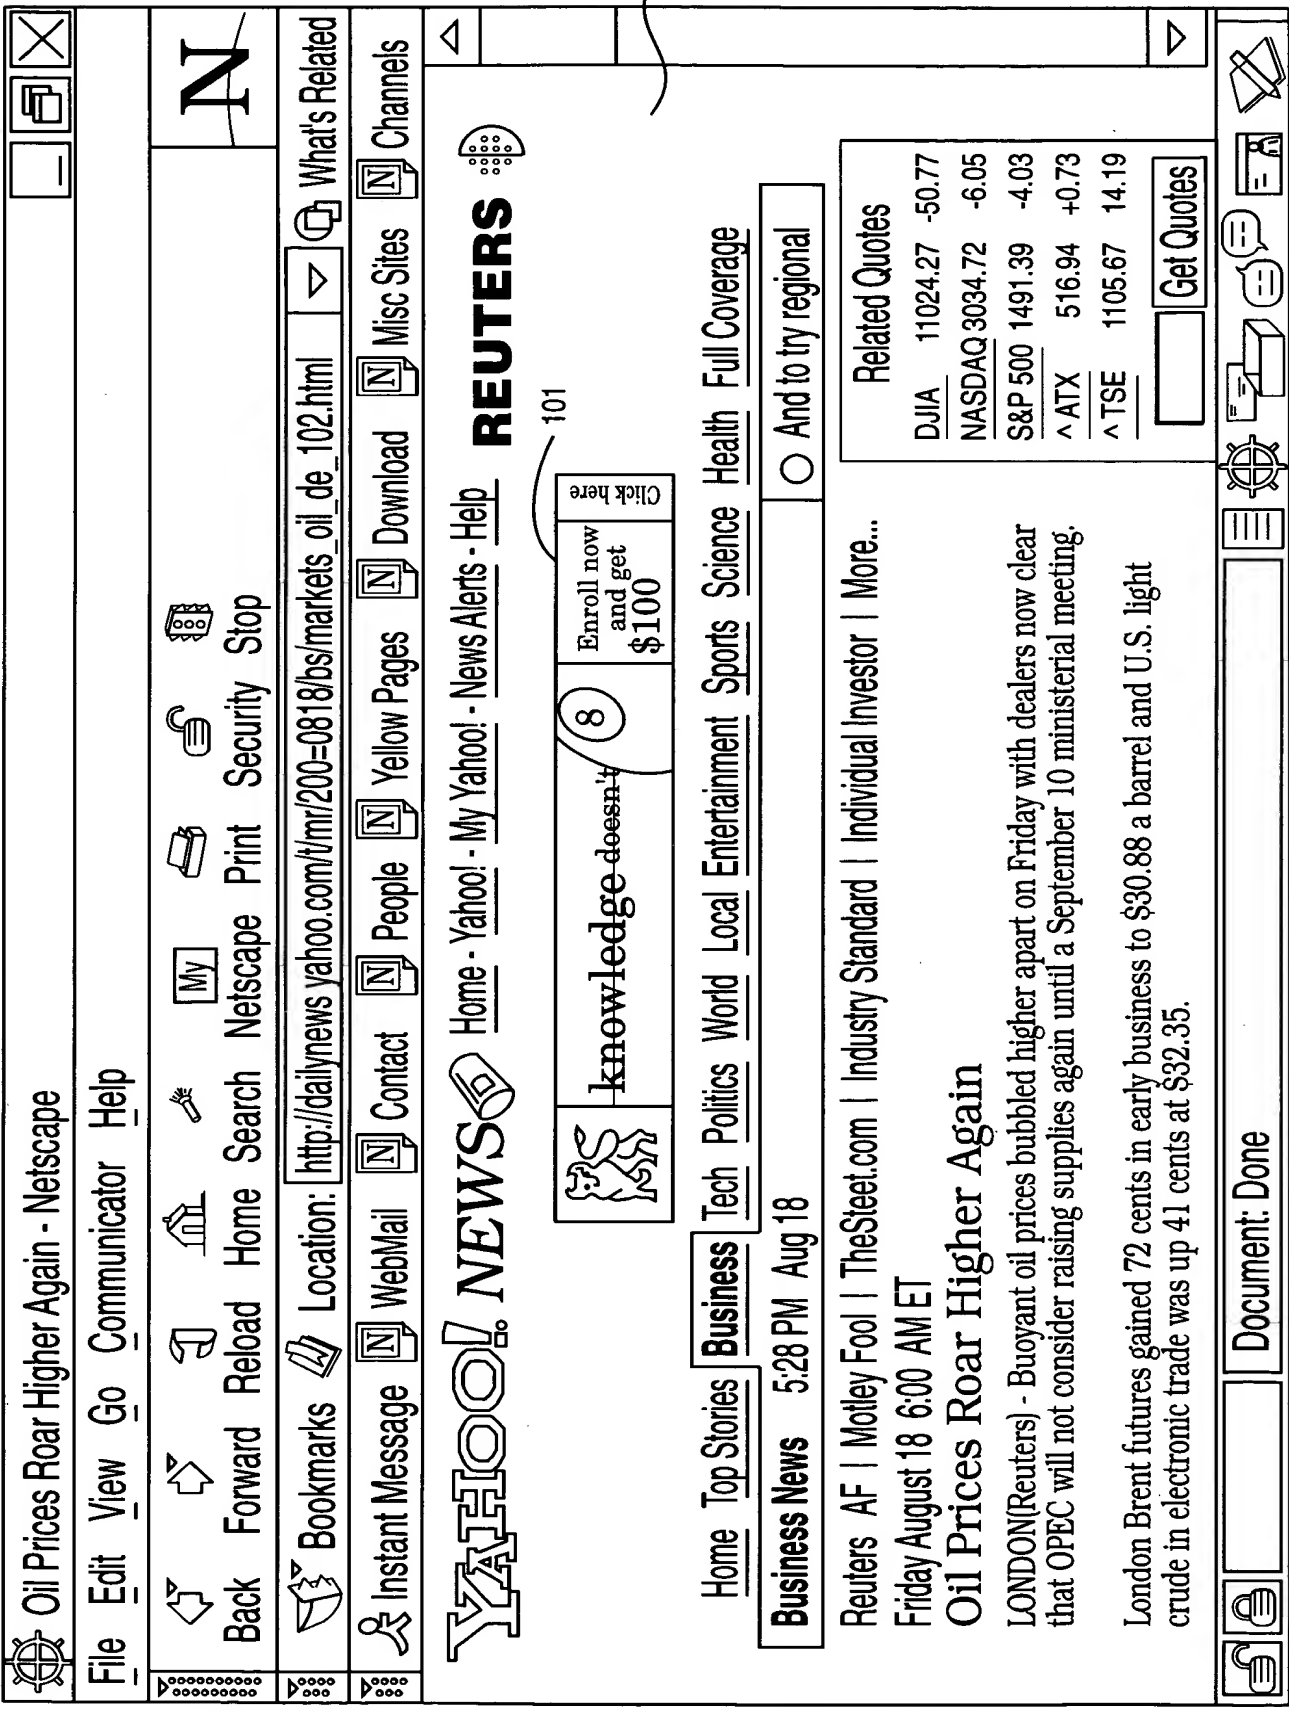 Oil Prices Roar Higher Again - Netscape
File Edit View Go Communicator Help
My
N
Back Forward Reload Home Search Netscape Print Security Stop
Bookmarks Location: http://dailynews yahoo.com/t/mr/200=0818/bs/markets_oil_de_102.html What's Related
Instant Message N WebMail N Contact N People N Yellow Pages N Download N Misc Sites N Channels
YAHOO! NEWS Home - Yahoo! - My Yahoo! - News Alerts - Help REUTERS
101
knowledge doesn't 8 Enroll now and get $100 Click here
Home Top Stories Business Tech Politics World Local Entertainment Sports Science Health Full Coverage
Business News 5:28 PM Aug 18 And to try regional
Reuters AF | Motley Fool | TheSteet.com | Industry Standard | Individual Investor | More...
Friday August 18 6:00 AM ET
Oil Prices Roar Higher Again
LONDON(Reuters) - Buoyant oil prices bubbled higher apart on Friday with dealers now clear
that OPEC will not consider raising supplies again until a September 10 ministerial meeting.
London Brent futures gained 72 cents in early business to $30.88 a barrel and U.S. light
crude in electronic trade was up 41 cents at $32.35.
Related Quotes
DJIA 11024.27 -50.77
NASDAQ 3034.72 -6.05
S&P 500 1491.39 -4.03
^ ATX 516.94 +0.73
^ TSE 1105.67 14.19
Get Quotes
Document: Done